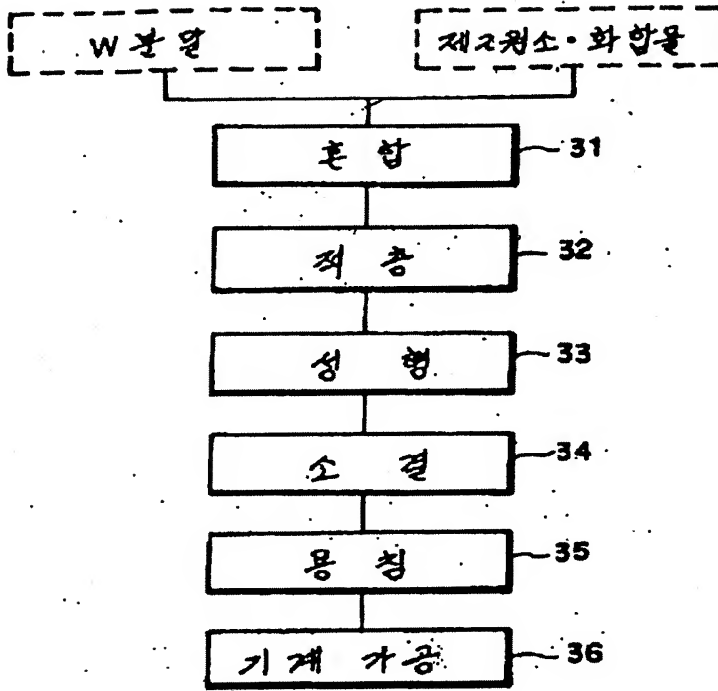 W 분말
제2원소·화합물
혼 합
31
적 층
32
성 형
33
소 결
34
용 침
35
기 계 가 공
36